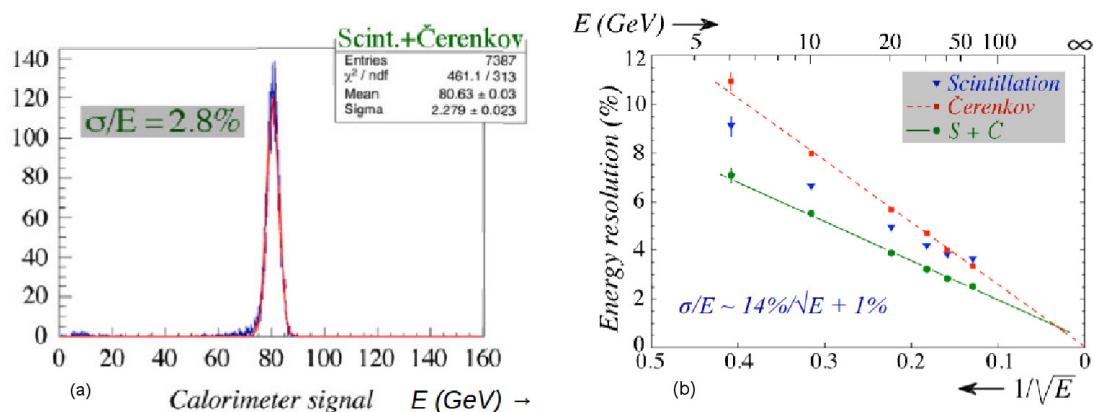 Scint.+Čerenkov
Entries 7387
χ² / ndf 461.1 / 313
Mean 80.63 ± 0.03
Sigma 2.279 ± 0.023
σ/E = 2.8%
140
120
100
80
60
40
20
0
0 20 40 60 80 100 120 140 160
(a)
Calorimeter signal E (GeV) →
E (GeV) →
5 10 20 50 100 ∞
Scintillation
Čerenkov
S + C
Energy resolution (%)
12
10
8
6
4
2
0
σ/E ~ 14%/√E + 1%
0.5 0.4 0.3 0.2 0.1 0
(b)
← 1/√E